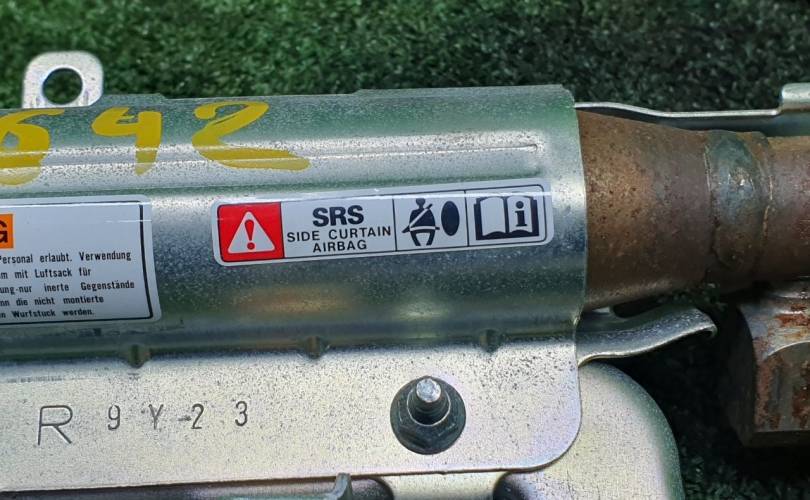 642
SRS
SIDE CURTAIN
AIRBAG
G
Personal erlaubt. Verwendung
mit Luftsack für
nur inerte Gegenstände
die nicht montierte
Wurfstuck werden.
R 9Y-23